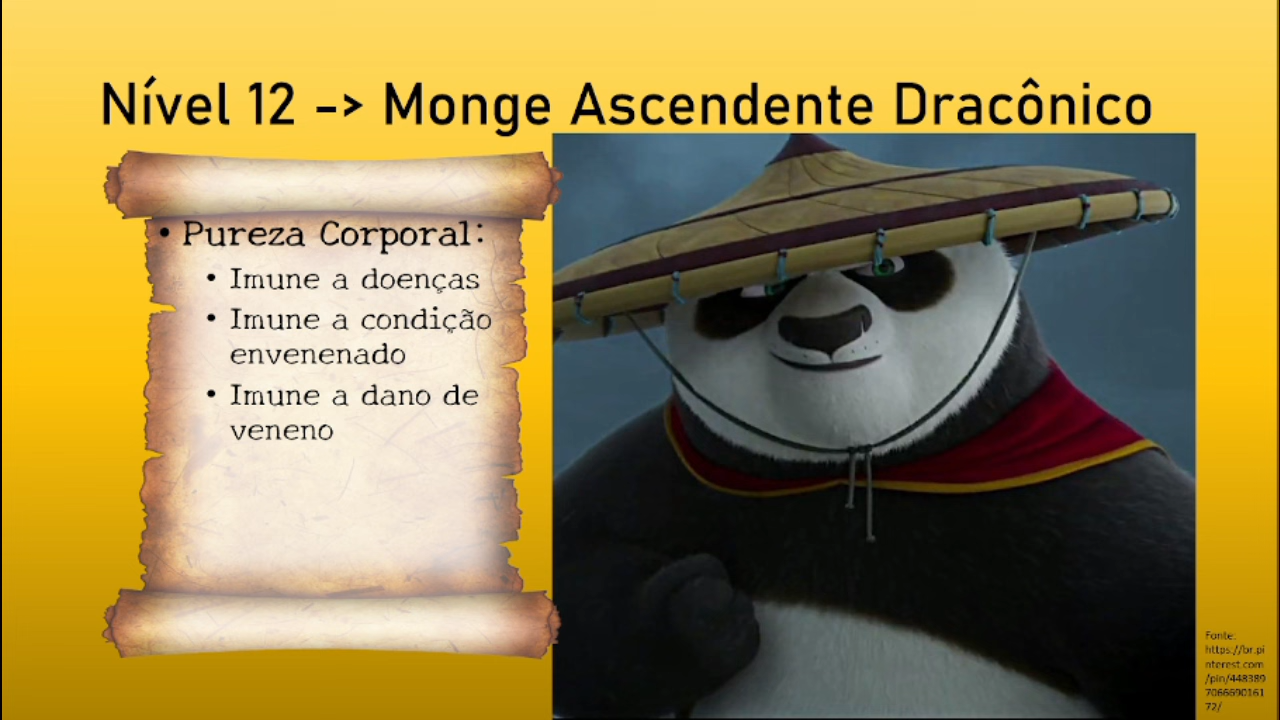 Nível 12 -> Monge Ascendente Dracônico
• Pureza Corporal:
• Imune a doenças
• Imune a condição
envenenado
• Imune a dano de
veneno
Fonte:
https://br.pi
nterest.com
/pin/448389
7066690161
72/